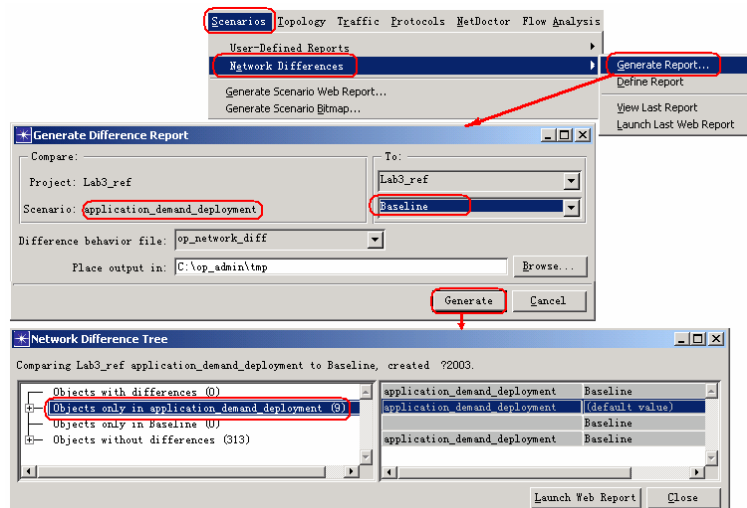 Scenarios Topology Traffic Protocols NetDoctor Flow Analysis
User-Defined Reports
Network Differences
Generate Scenario Web Report...
Generate Scenario Bitmap...
Generate Report...
Define Report
View Last Report
Launch Last Web Report
Generate Difference Report
Compare:
To:
Project: Lab3_ref
Lab3_ref
Scenario: application_demand_deployment
Baseline
Difference behavior file: op_network_diff
Place output in: C:\op_admin\tmp
Browse...
Generate
Cancel
Network Difference Tree
Comparing Lab3_ref application_demand_deployment to Baseline, created ?2003.
Objects with differences (0)
Objects only in application_demand_deployment (9)
Objects only in Baseline (0)
Objects without differences (313)
application_demand_deployment Baseline
application_demand_deployment (default value)
Baseline
application_demand_deployment Baseline
Launch Web Report
Close